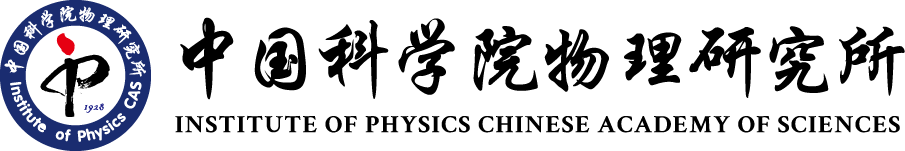 中国科学院物理研究所
中
1928
Institute of Physics CAS
中国科学院物理研究所
INSTITUTE OF PHYSICS CHINESE ACADEMY OF SCIENCES